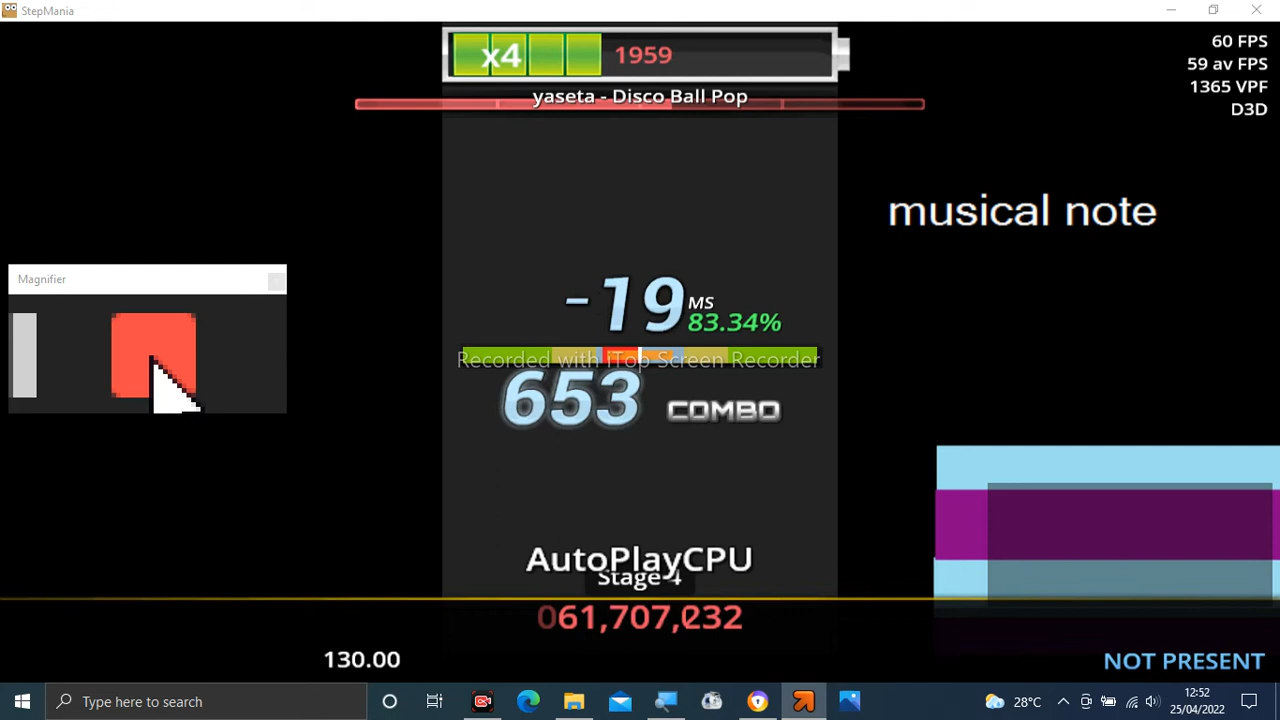 StepMania
x4 1959
60 FPS
59 av FPS
1365 VPF
D3D
yaseta - Disco Ball Pop
musical note
Magnifier
-19 MS
83.34%
Recorded with iTop Screen Recorder
653 COMBO
AutoPlayCPU
Stage 4
061,707,232
130.00
NOT PRESENT
Type here to search
28°C
12:52
25/04/2022